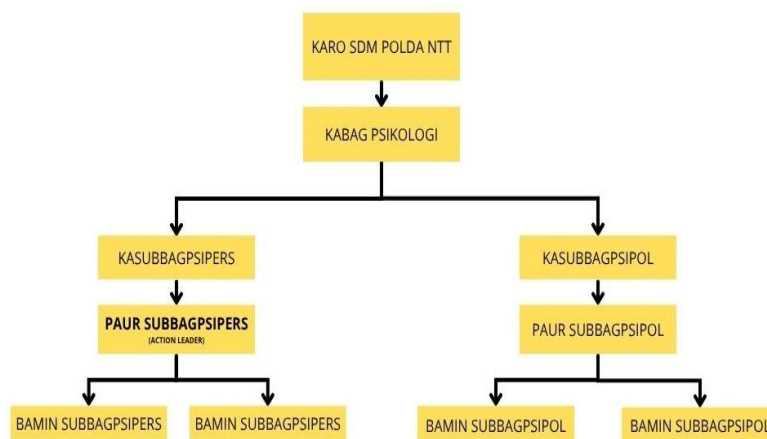 KARO SDM POLDA NTT
KABAG PSIKOLOGI
KASUBBAGPSIPERS
KASUBBAGPSIPOL
PAUR SUBBAGPSIPERS
(ACTION LEADER)
PAUR SUBBAGPSIPOL
BAMIN SUBBAGPSIPERS
BAMIN SUBBAGPSIPERS
BAMIN SUBBAGPSIPOL
BAMIN SUBBAGPSIPOL